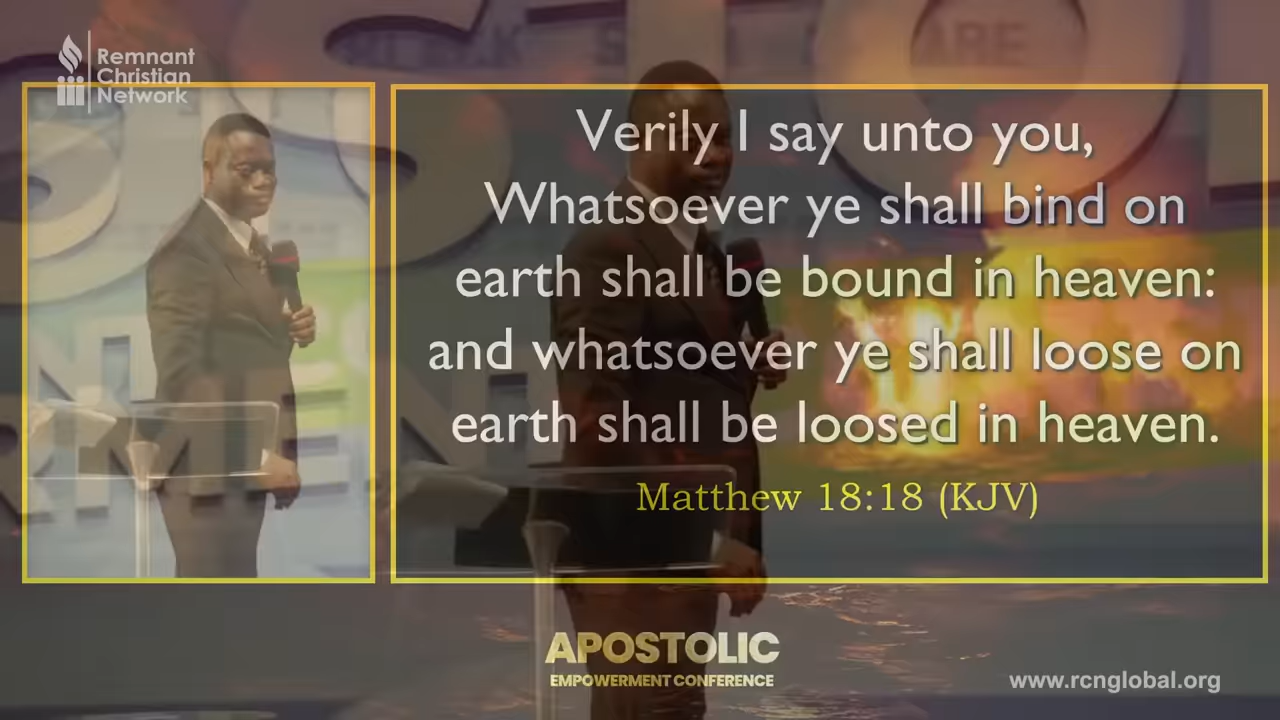 Remnant
Christian
Network
Verily I say unto you,
Whatsoever ye shall bind on
earth shall be bound in heaven:
and whatsoever ye shall loose on
earth shall be loosed in heaven.
Matthew 18:18 (KJV)
APOSTOLIC
EMPOWERMENT CONFERENCE
www.rcnglobal.org